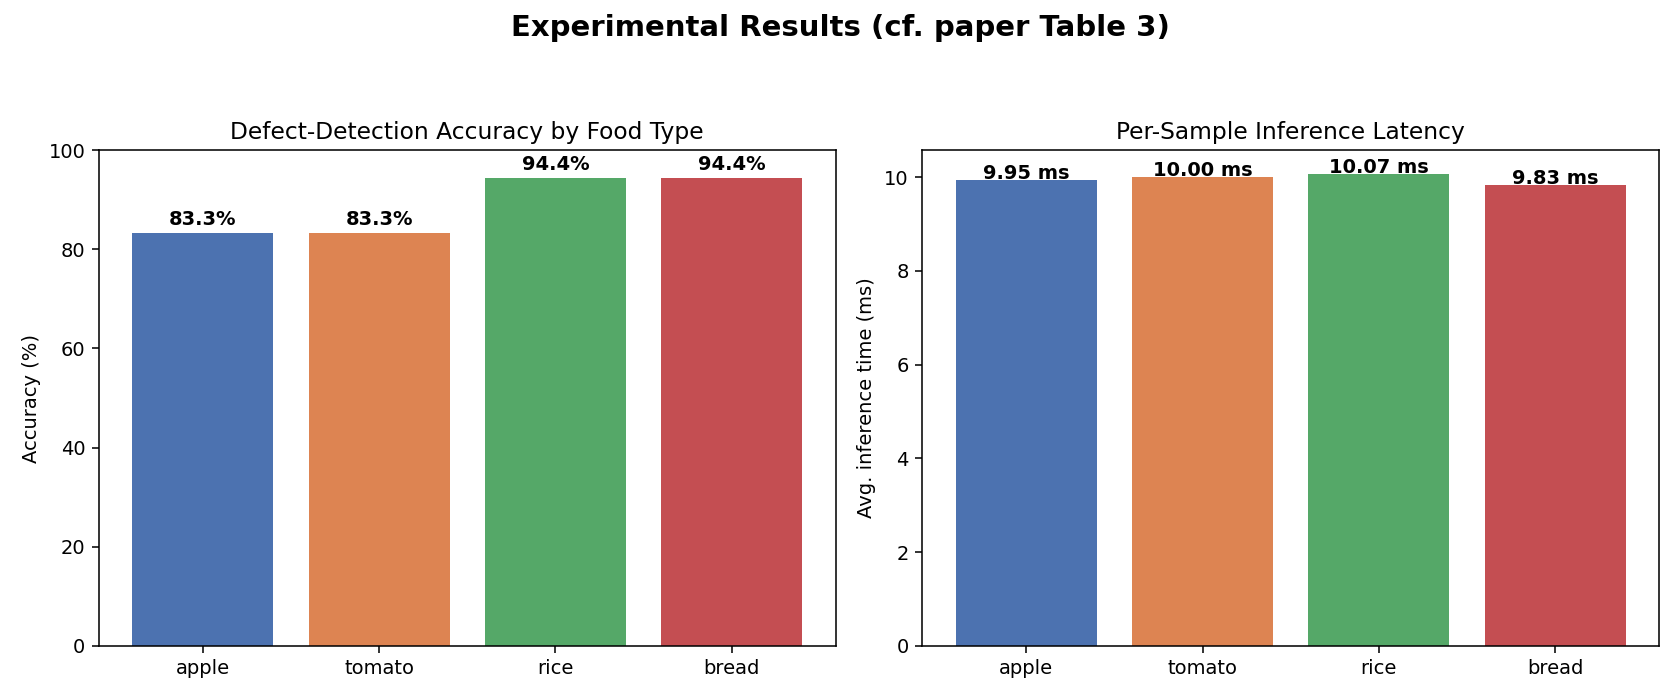 Experimental Results (cf. paper Table 3)
Defect-Detection Accuracy by Food Type
Accuracy (%)
100
80
60
40
20
0
83.3%
83.3%
94.4%
94.4%
apple
tomato
rice
bread
Per-Sample Inference Latency
Avg. inference time (ms)
10
8
6
4
2
0
9.95 ms
10.00 ms
10.07 ms
9.83 ms
apple
tomato
rice
bread